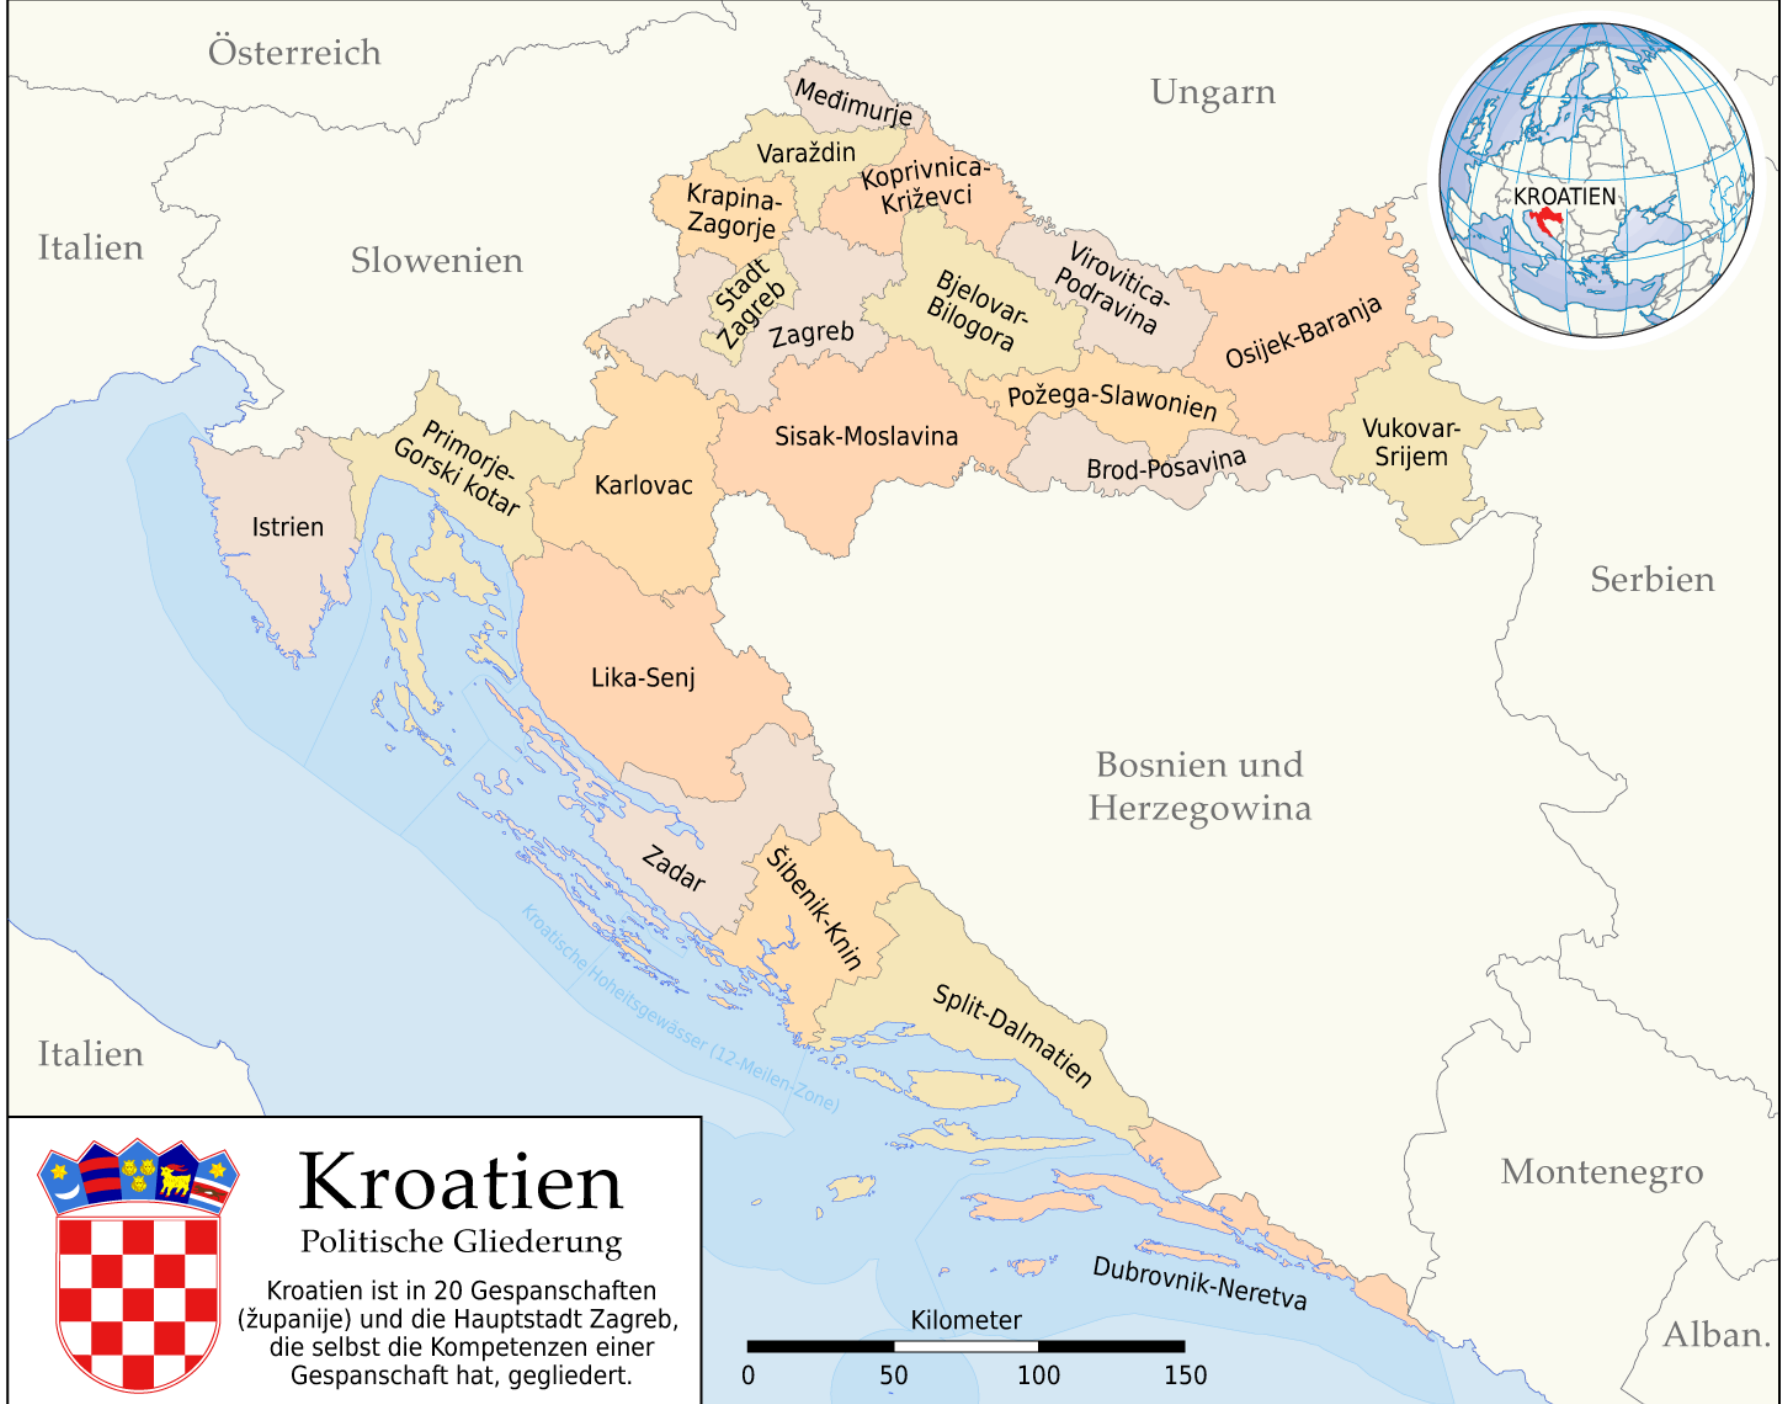 Österreich
Ungarn
Italien
Slowenien
Međimurje
Varaždin
Koprivnica-
Križevci
Krapina-
Zagorje
KROATIEN
Stadt
Zagreb
Zagreb
Bjelovar-
Bilogora
Virovitica-
Podravina
Osijek-Baranja
Požega-Slawonien
Vukovar-
Srijem
Sisak-Moslavina
Brod-Posavina
Primorje-
Gorski kotar
Karlovac
Istrien
Serbien
Lika-Senj
Bosnien und
Herzegowina
Zadar
Šibenik-Knin
Kroatische Hoheitsgewässer (12-Meilen-Zone)
Split-Dalmatien
Italien
Montenegro
Dubrovnik-Neretva
Alban.
Kroatien
Politische Gliederung
Kroatien ist in 20 Gespanschaften
(županije) und die Hauptstadt Zagreb,
die selbst die Kompetenzen einer
Gespanschaft hat, gegliedert.
Kilometer
0 50 100 150